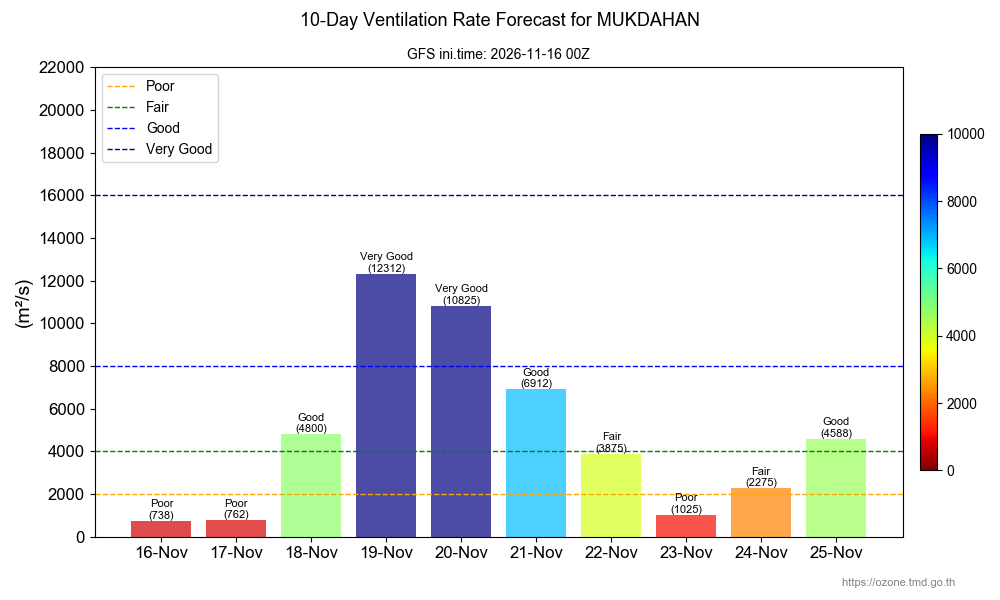 10-Day Ventilation Rate Forecast for MUKDAHAN
GFS ini.time: 2026-11-16 00Z
22000
20000
18000
16000
14000
12000
10000
8000
6000
4000
2000
0
(m²/s)
Poor
Fair
Good
Very Good
Poor
(738)
Poor
(762)
Good
(4800)
Very Good
(12312)
Very Good
(10825)
Good
(6912)
Fair
(3875)
Poor
(1025)
Fair
(2275)
Good
(4588)
16-Nov
17-Nov
18-Nov
19-Nov
20-Nov
21-Nov
22-Nov
23-Nov
24-Nov
25-Nov
10000
8000
6000
4000
2000
0
https://ozone.tmd.go.th